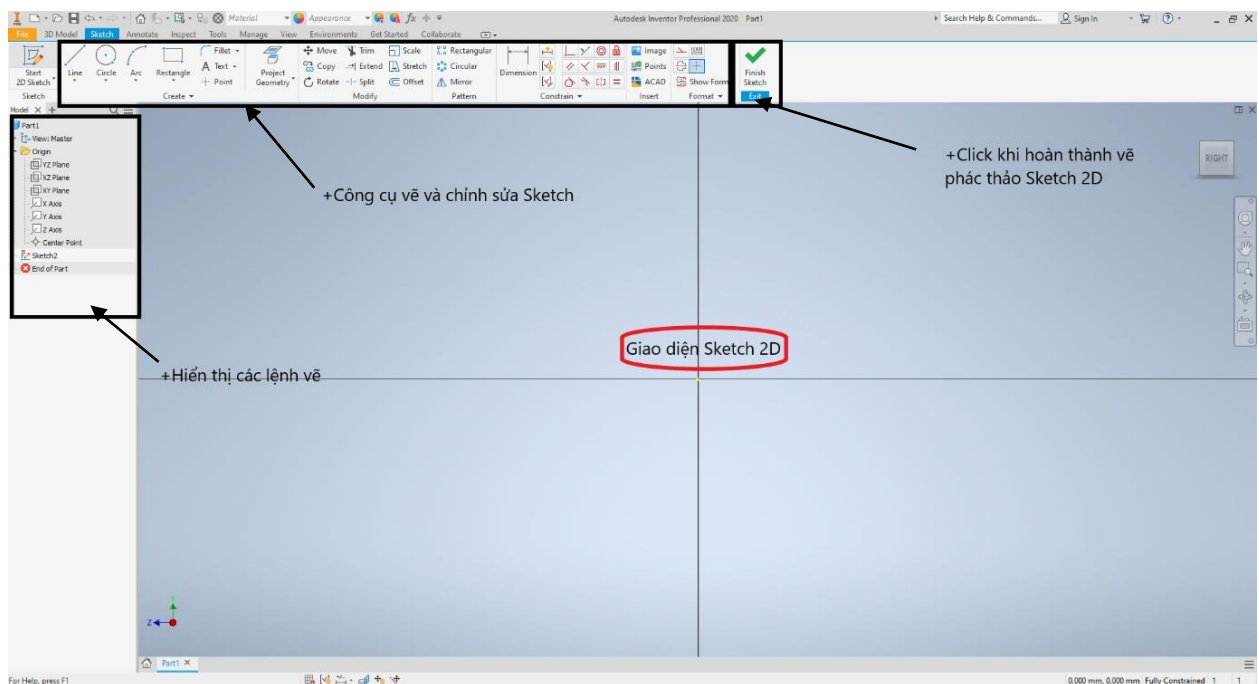 Material
Appearance
Autodesk Inventor Professional 2020 Part1
Search Help & Commands...
Sign In
File 3D Model Sketch Annotate Inspect Tools Manage View Environments Get Started Collaborate
Start
2D Sketch
Line
Circle
Arc
Rectangle
Fillet
Text
Point
Project
Geometry
Move Trim Scale
Copy Extend Stretch
Rotate Split Offset
Rectangular
Circular
Mirror
Dimension
Image
Points
ACAD
Show Form
Finish
Sketch
Sketch Create Modify Pattern Constrain Insert Format Exit
Model
Part1
View: Master
Origin
YZ Plane
XZ Plane
XY Plane
X Axis
Y Axis
Z Axis
Center Point
Sketch2
End of Part
+Công cụ vẽ và chính sửa Sketch
+Click khi hoàn thành vẽ
phác thảo Sketch 2D
RIGHT
Giao diện Sketch 2D
+Hiển thị các lệnh vẽ
Y
Z
Part1
For Help, press F1
0.000 mm, 0.000 mm Fully Constrained 1 1